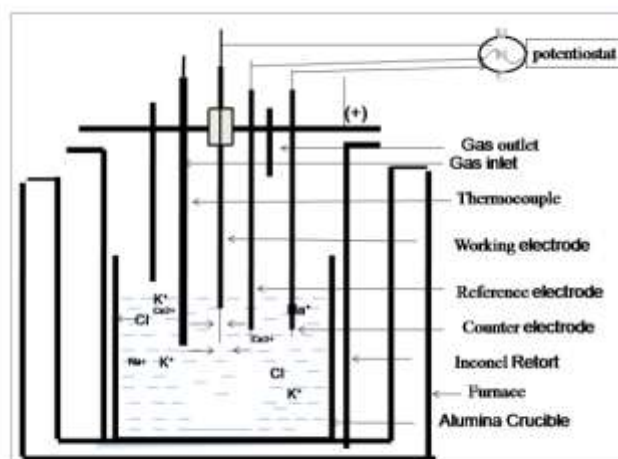 potentiostat
(+)
Gas outlet
Gas inlet
Thermocouple
Working electrode
Reference electrode
Counter electrode
Inconel Retort
Furnace
Alumina Crucible
K⁺
Cl
Na⁺
K⁺
Cl
K⁺